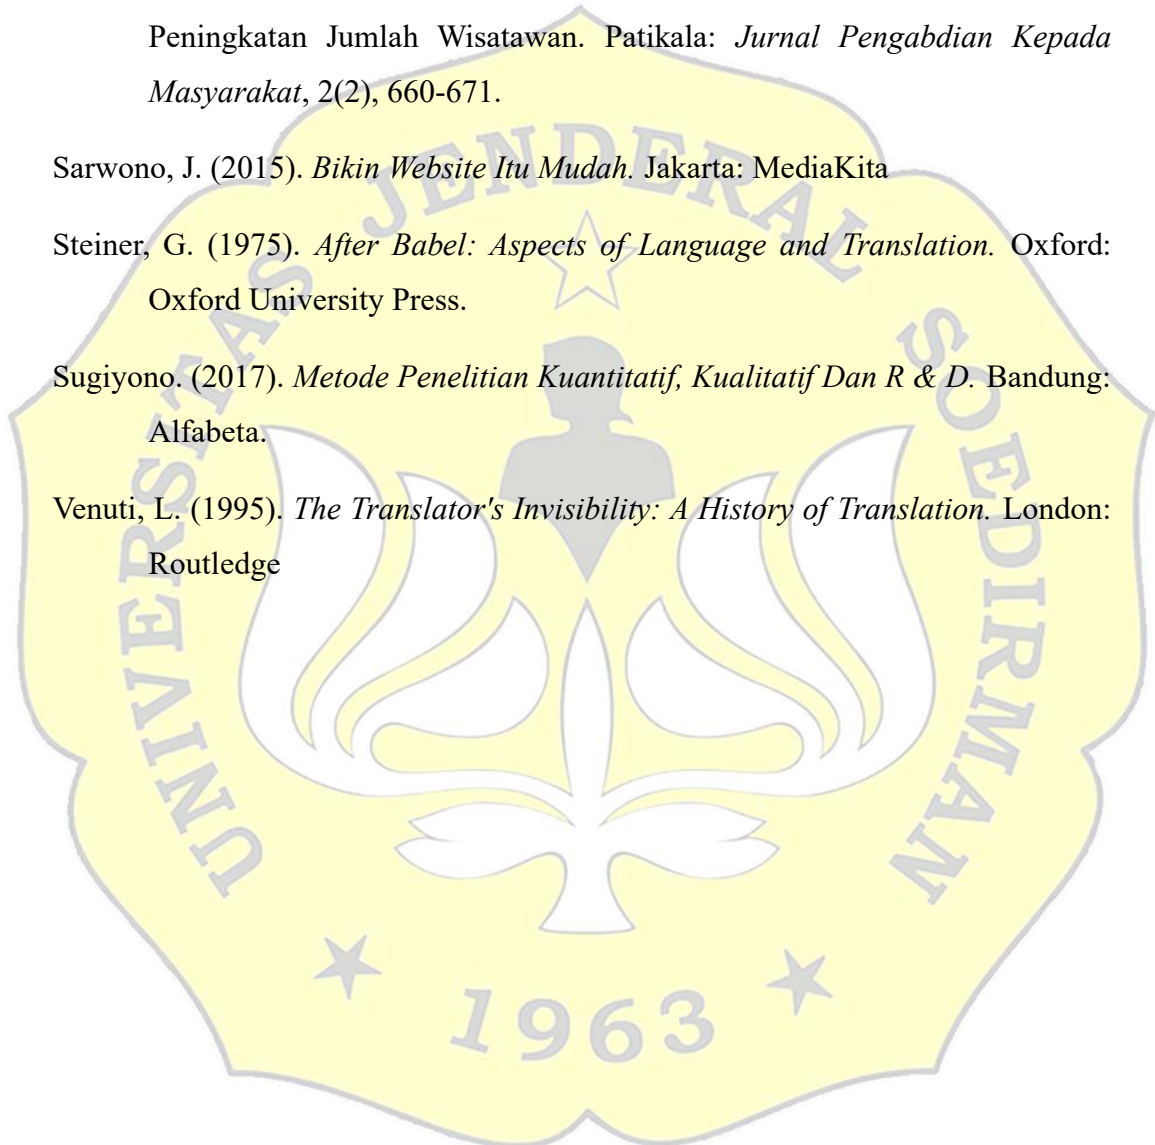 Peningkatan Jumlah Wisatawan. Patikala: Jurnal Pengabdian Kepada
Masyarakat, 2(2), 660-671.
Sarwono, J. (2015). Bikin Website Itu Mudah. Jakarta: MediaKita
Steiner, G. (1975). After Babel: Aspects of Language and Translation. Oxford:
Oxford University Press.
Sugiyono. (2017). Metode Penelitian Kuantitatif, Kualitatif Dan R & D. Bandung:
Alfabeta.
Venuti, L. (1995). The Translator's Invisibility: A History of Translation. London:
Routledge
UNIVERSITAS JENDERAL SOEDIRMAN
1963